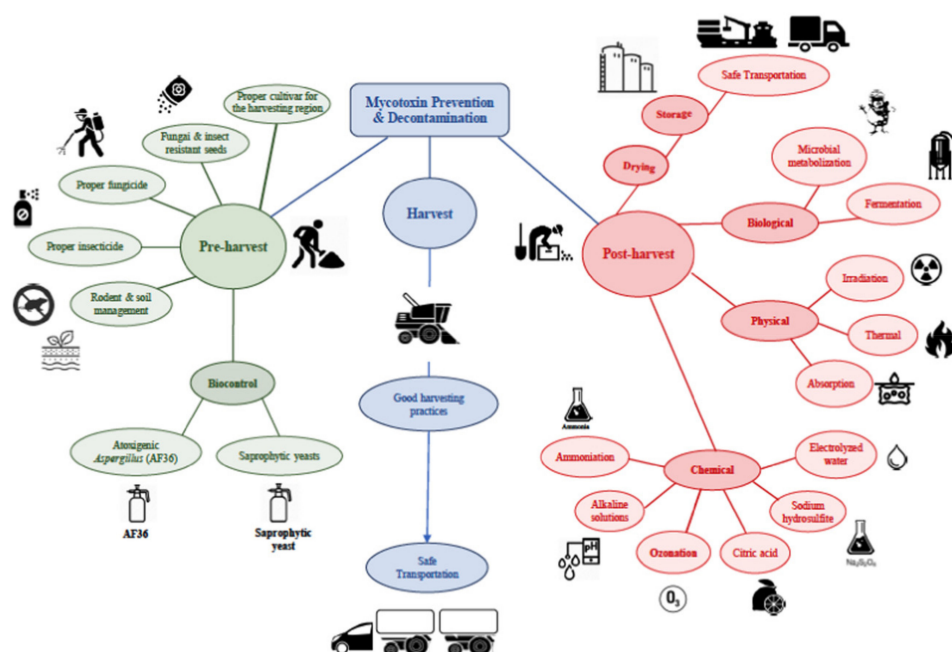 Mycotoxin Prevention
& Decontamination
Proper cultivar for
the harvesting region
Fungai & insect
resistant seeds
Proper fungicide
Proper insecticide
Rodent & soil
management
Pre-harvest
Biocontrol
Atoxigenic
Aspergillus (AF36)
Saprophytic yeasts
AF36
Saprophytic
yeast
Harvest
Good harvesting
practices
Safe
Transportation
Safe Transportation
Storage
Drying
Post-harvest
Microbial
metabolization
Biological
Fermentation
Irradiation
Physical
Thermal
Absorption
Ammonia
Ammoniation
Chemical
Electrolyzed
water
Alkaline
solutions
Sodium
hydrosulfite
Ozonation
Citric acid
pH
O₃